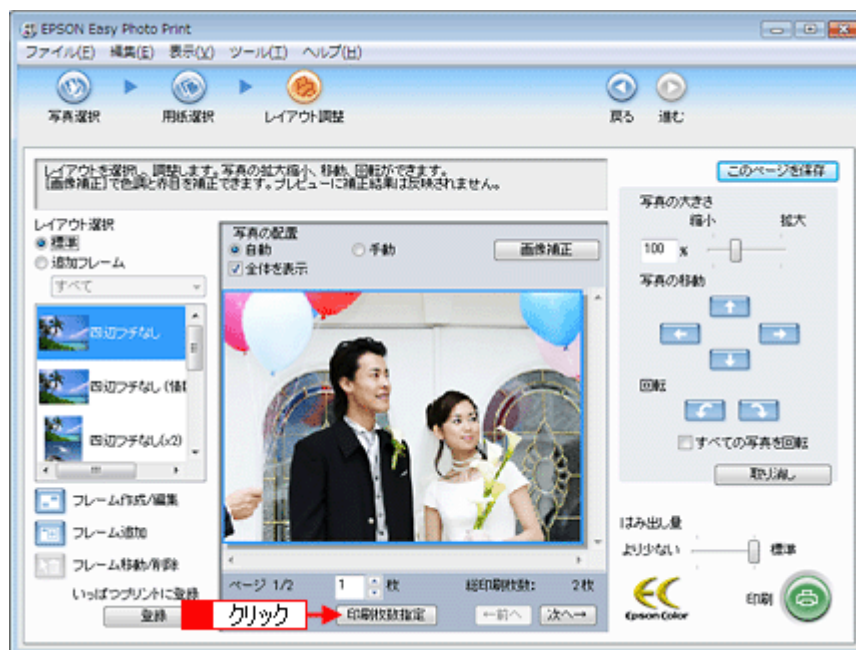 EPSON Easy Photo Print
ファイル(F) 編集(E) 表示(V) ツール(T) ヘルプ(H)
写真選択 用紙選択 レイアウト調整 戻る 進む
レイアウトを選択し、調整します。写真の拡大縮小、移動、回転ができます。
[画像補正]で色調と赤目を補正できます。プレビューに補正結果は反映されません。
このページを保存
レイアウト選択
標準
追加フレーム
すべて
四辺フチなし
四辺フチなし (情報
四辺フチなし(x2)
フレーム作成/編集
フレーム追加
フレーム移動/削除
いっぱつプリントに登録
登録
写真の配置
自動 手動 画像補正
全体を表示
ページ 1/2 1 枚 総印刷枚数: 2枚
クリック 印刷枚数指定 ←前へ 次へ→
写真の大きさ
縮小 拡大
100 %
写真の移動
回転
すべての写真を回転
取り消し
はみ出し量
より少ない 標準
Epson Color 印刷